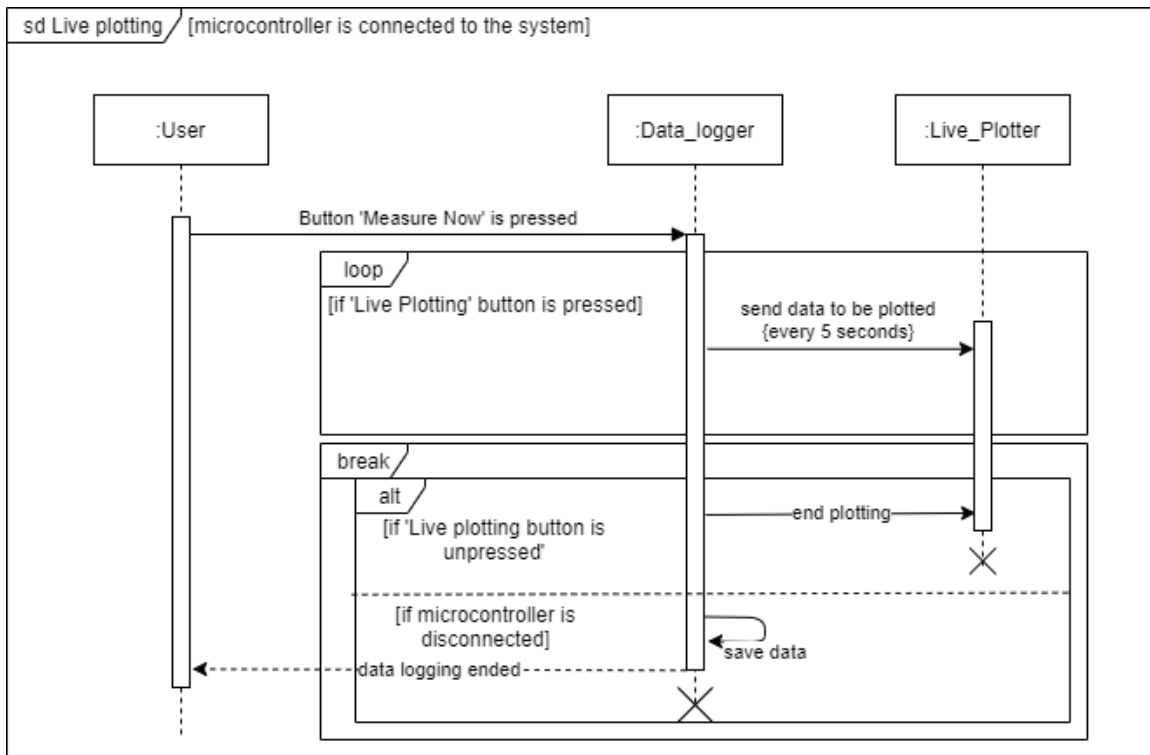 sd Live plotting [microcontroller is connected to the system]
:User
:Data_logger
:Live_Plotter
Button 'Measure Now' is pressed
loop
[if 'Live Plotting' button is pressed]
send data to be plotted
{every 5 seconds}
break
alt
[if 'Live plotting button is
unpressed'
end plotting
[if microcontroller is
disconnected]
save data
data logging ended